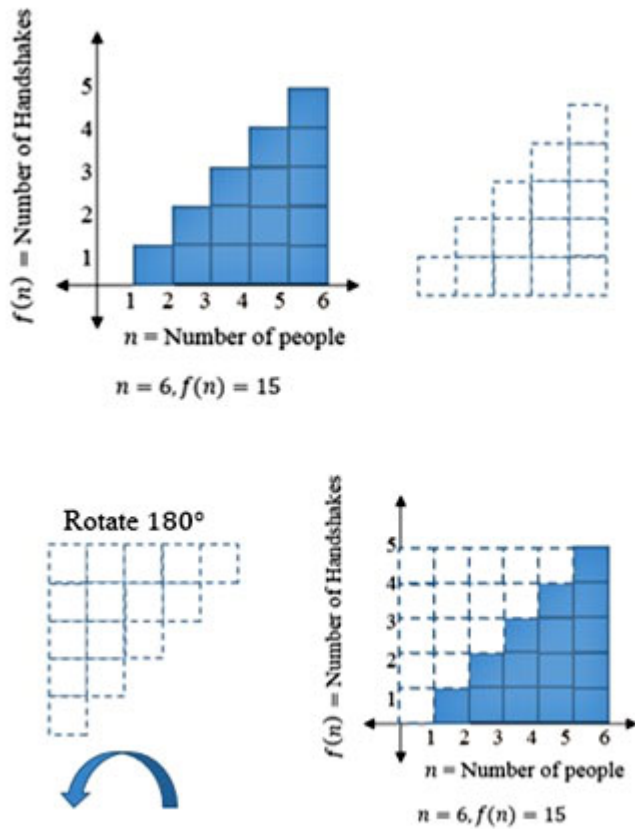 f(n) = Number of Handshakes
5
4
3
2
1
1 2 3 4 5 6
n = Number of people
n = 6, f(n) = 15
Rotate 180°
f(n) = Number of Handshakes
5
4
3
2
1
1 2 3 4 5 6
n = Number of people
n = 6, f(n) = 15